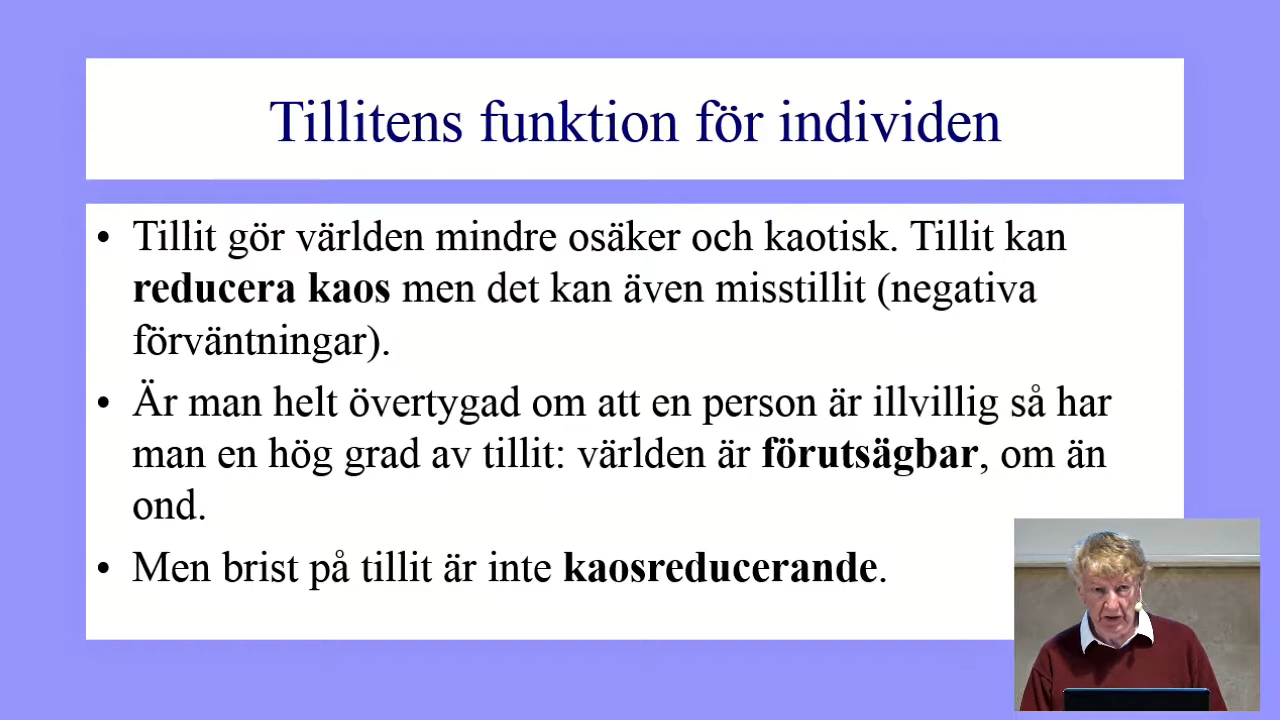 Tillitens funktion för individen
• Tillit gör världen mindre osäker och kaotisk. Tillit kan
reducera kaos men det kan även misstillit (negativa
förväntningar).
• Är man helt övertygad om att en person är illvillig så har
man en hög grad av tillit: världen är förutsägbar, om än
ond.
• Men brist på tillit är inte kaosreducerande.